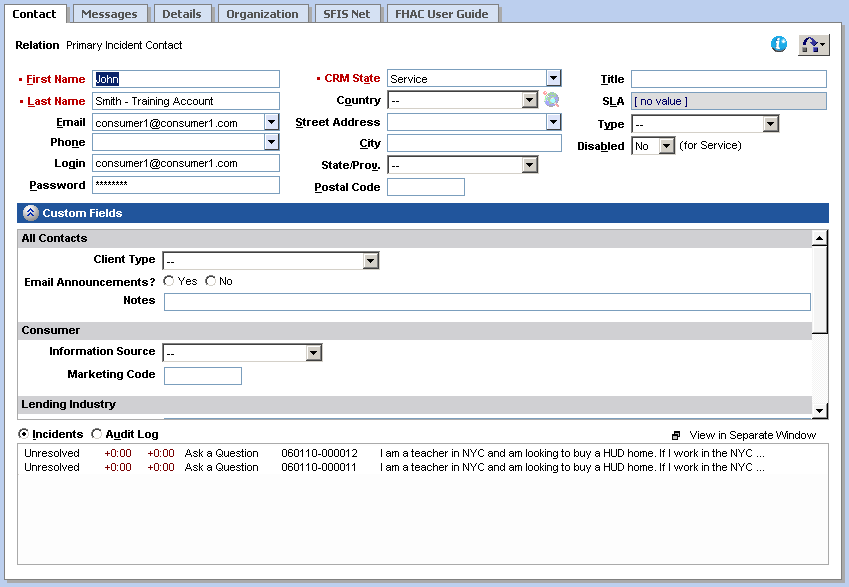 Contact Messages Details Organization SFIS Net FHAC User Guide
Relation Primary Incident Contact
First Name John CRM State Service Title
Last Name Smith - Training Account Country -- SLA [ no value ]
Email consumer1@consumer1.com Street Address Type --
Phone City Disabled No (for Service)
Login consumer1@consumer1.com State/Prov. --
Password ******** Postal Code
Custom Fields
All Contacts
Client Type --
Email Announcements? Yes No
Notes
Consumer
Information Source --
Marketing Code
Lending Industry
Incidents Audit Log View in Separate Window
Unresolved +0:00 +0:00 Ask a Question 060110-000012 I am a teacher in NYC and am looking to buy a HUD home. If I work in the NYC ...
Unresolved +0:00 +0:00 Ask a Question 060110-000011 I am a teacher in NYC and am looking to buy a HUD home. If I work in the NYC ...